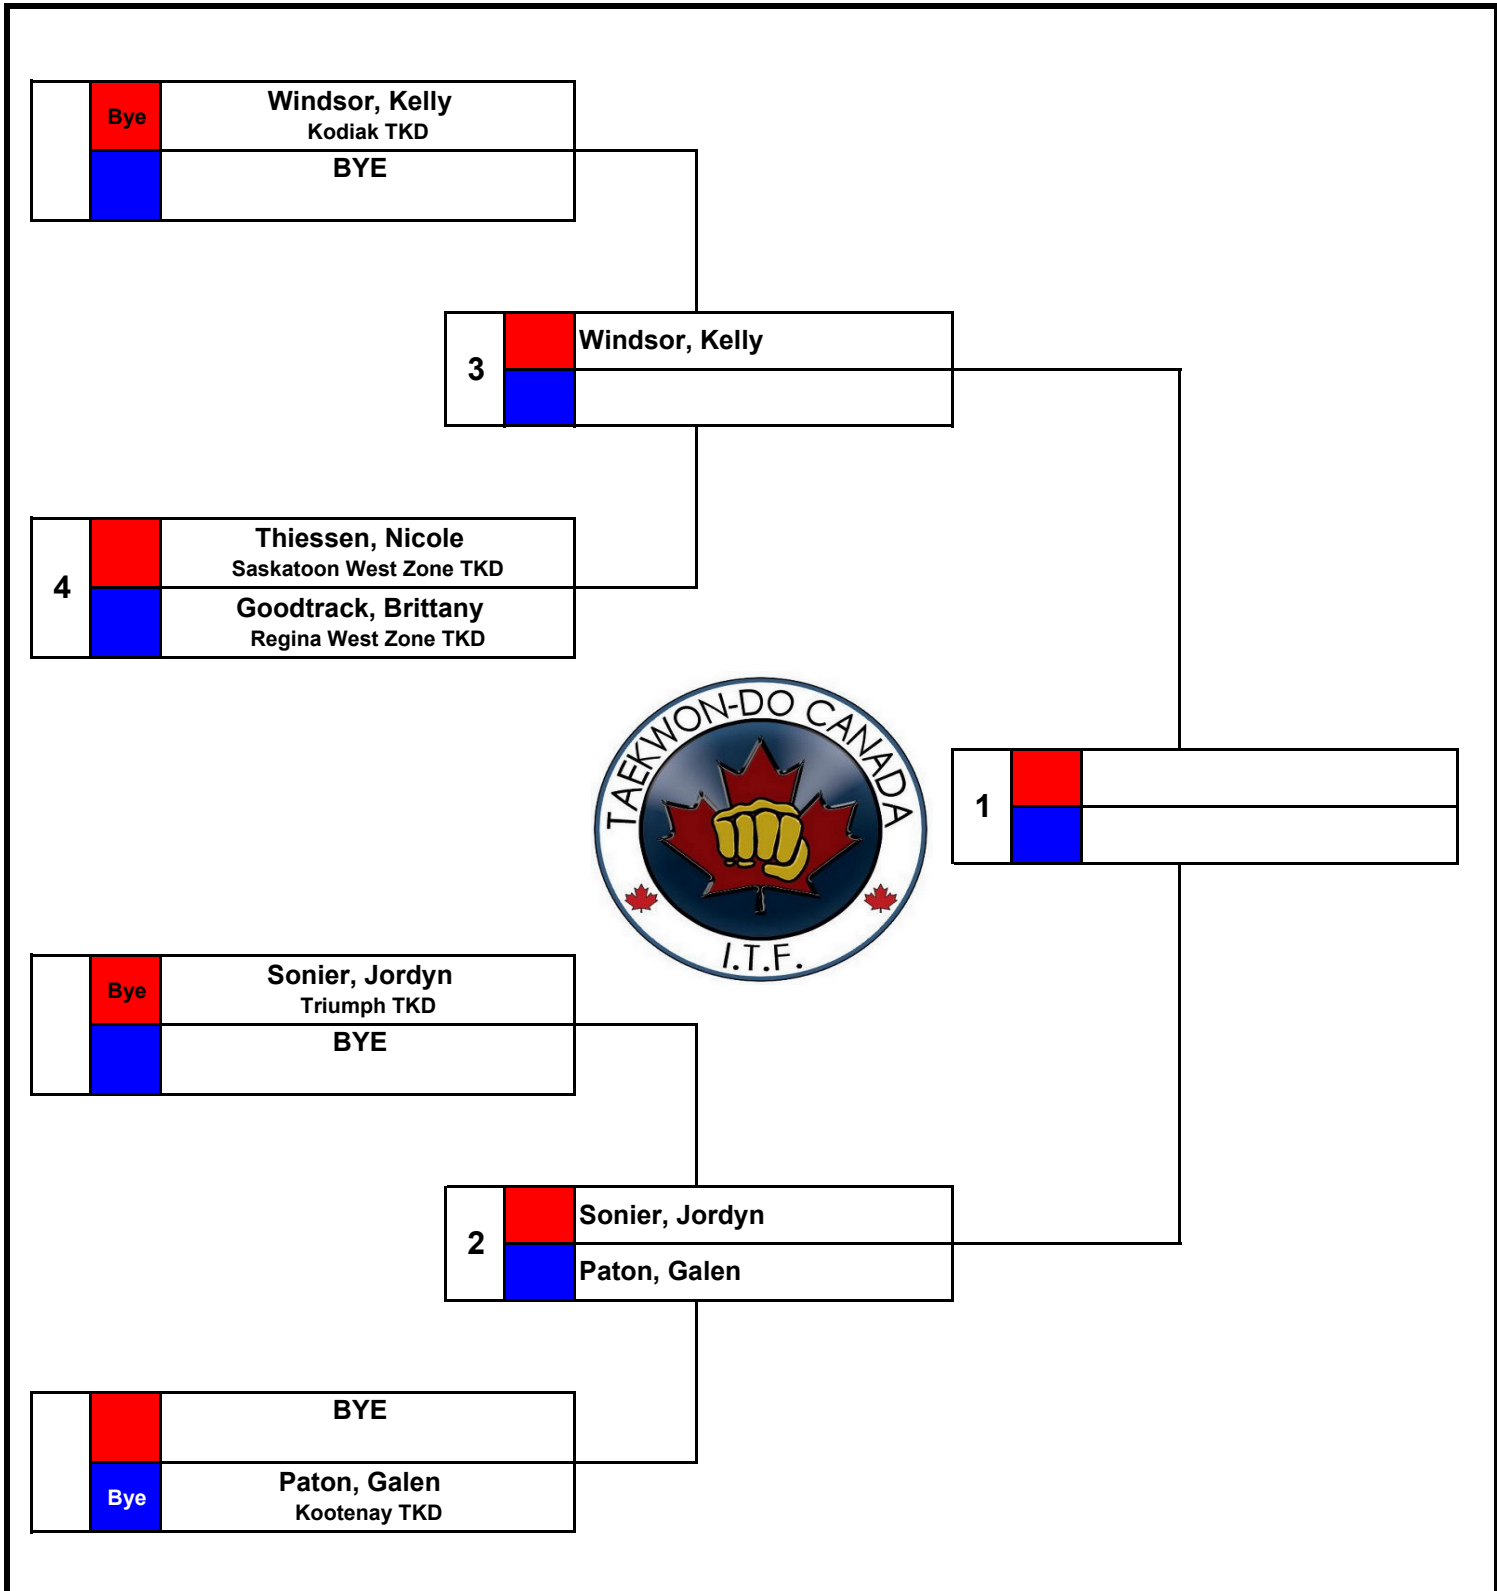 Bye
Windsor, Kelly
Kodiak TKD
BYE
3
Windsor, Kelly
4
Thiessen, Nicole
Saskatoon West Zone TKD
Goodtrack, Brittany
Regina West Zone TKD
TAEKWON-DO CANADA
I.T.F.
1
Bye
Sonier, Jordyn
Triumph TKD
BYE
2
Sonier, Jordyn
Paton, Galen
BYE
Bye
Paton, Galen
Kootenay TKD